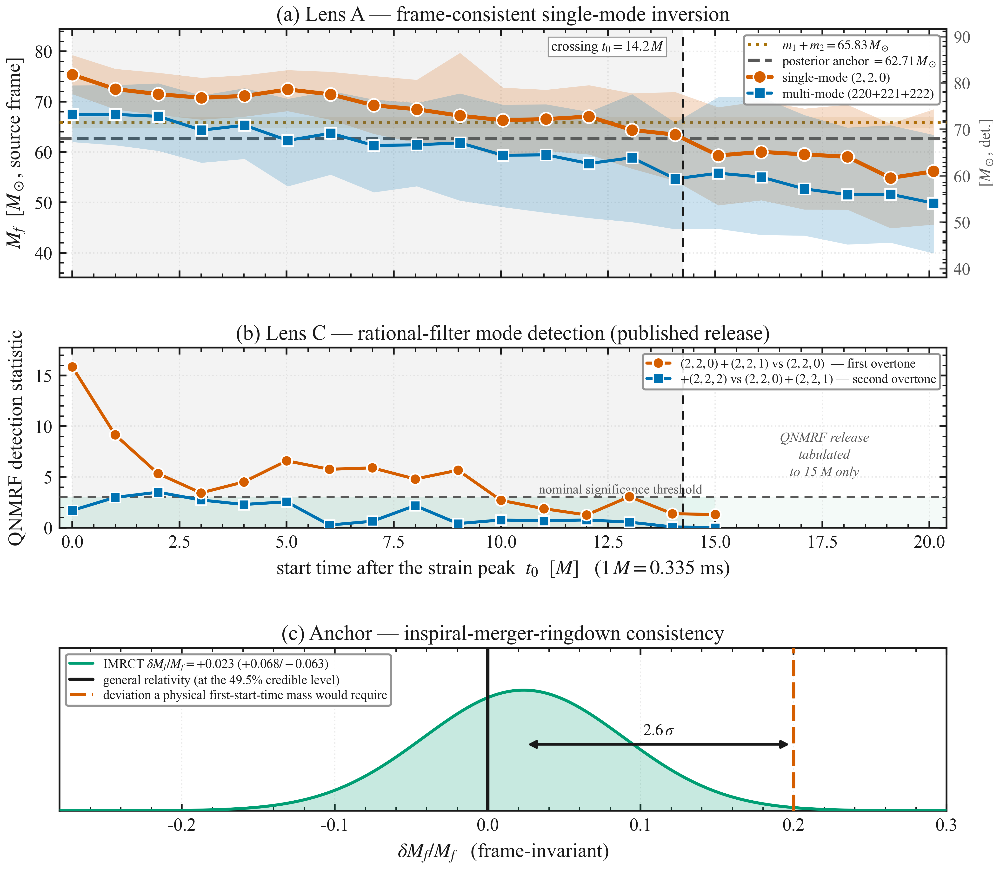 (a) Lens A — frame-consistent single-mode inversion
M_f [M_⊙, source frame]
80
70
60
50
40
crossing t_0 = 14.2 M
m_1 + m_2 = 65.83 M_⊙
posterior anchor = 62.71 M_⊙
single-mode (2, 2, 0)
multi-mode (220+221+222)
90
80
70
60
50
40
[M_⊙, det.]
(b) Lens C — rational-filter mode detection (published release)
QNMRF detection statistic
15
10
5
0
(2, 2, 0) + (2, 2, 1) vs (2, 2, 0) — first overtone
+(2, 2, 2) vs (2, 2, 0) + (2, 2, 1) — second overtone
QNMRF release
tabulated
to 15 M only
nominal significance threshold
0.0 2.5 5.0 7.5 10.0 12.5 15.0 17.5 20.0
start time after the strain peak t_0 [M] (1 M = 0.335 ms)
(c) Anchor — inspiral-merger-ringdown consistency
IMRCT δM_f/M_f = +0.023 (+0.068/−0.063)
general relativity (at the 49.5% credible level)
deviation a physical first-start-time mass would require
2.6 σ
-0.2 -0.1 0.0 0.1 0.2 0.3
δM_f/M_f (frame-invariant)